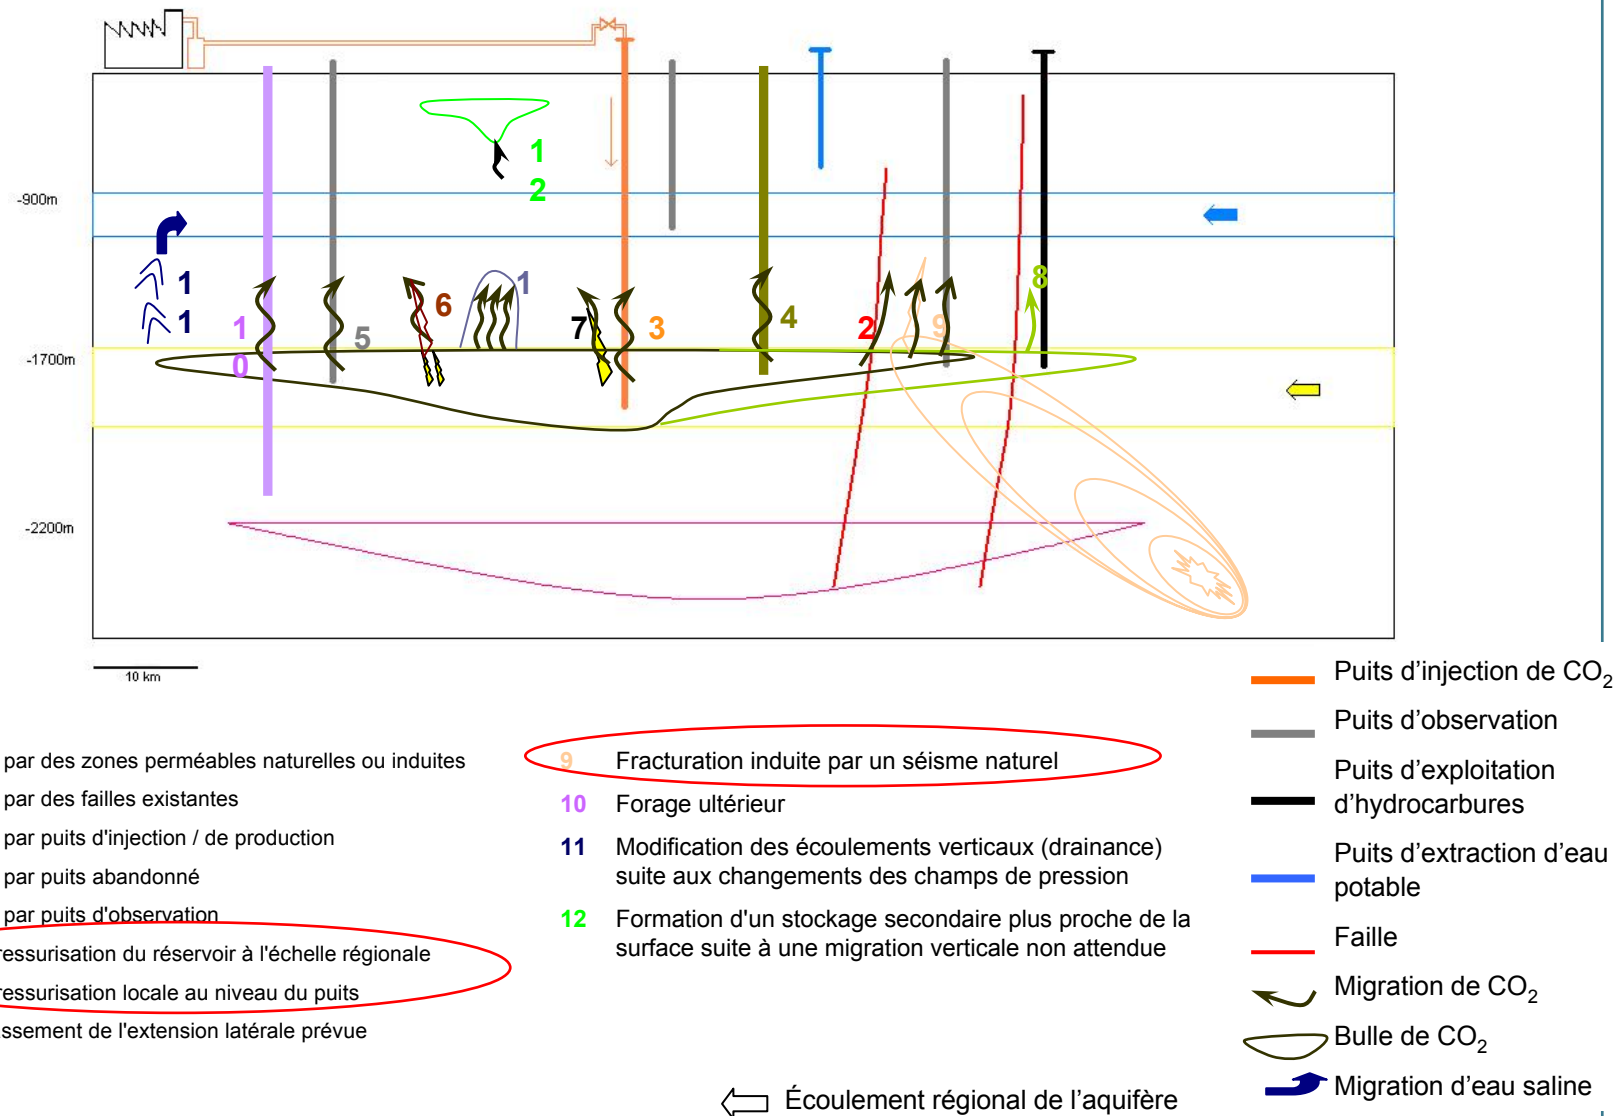 -900m
-1700m
-2200m
10 km
1
2
1
1
1
0
5
6
1
7
3
4
2
9
8
par des zones perméables naturelles ou induites
par des failles existantes
par puits d'injection / de production
par puits abandonné
par puits d'observation
ressurisation du réservoir à l'échelle régionale
ressurisation locale au niveau du puits
ssement de l'extension latérale prévue
9 Fracturation induite par un séisme naturel
10 Forage ultérieur
11 Modification des écoulements verticaux (drainance)
suite aux changements des champs de pression
12 Formation d'un stockage secondaire plus proche de la
surface suite à une migration verticale non attendue
Écoulement régional de l'aquifère
Puits d'injection de CO2
Puits d'observation
Puits d'exploitation
d'hydrocarbures
Puits d'extraction d'eau
potable
Faille
Migration de CO2
Bulle de CO2
Migration d'eau saline